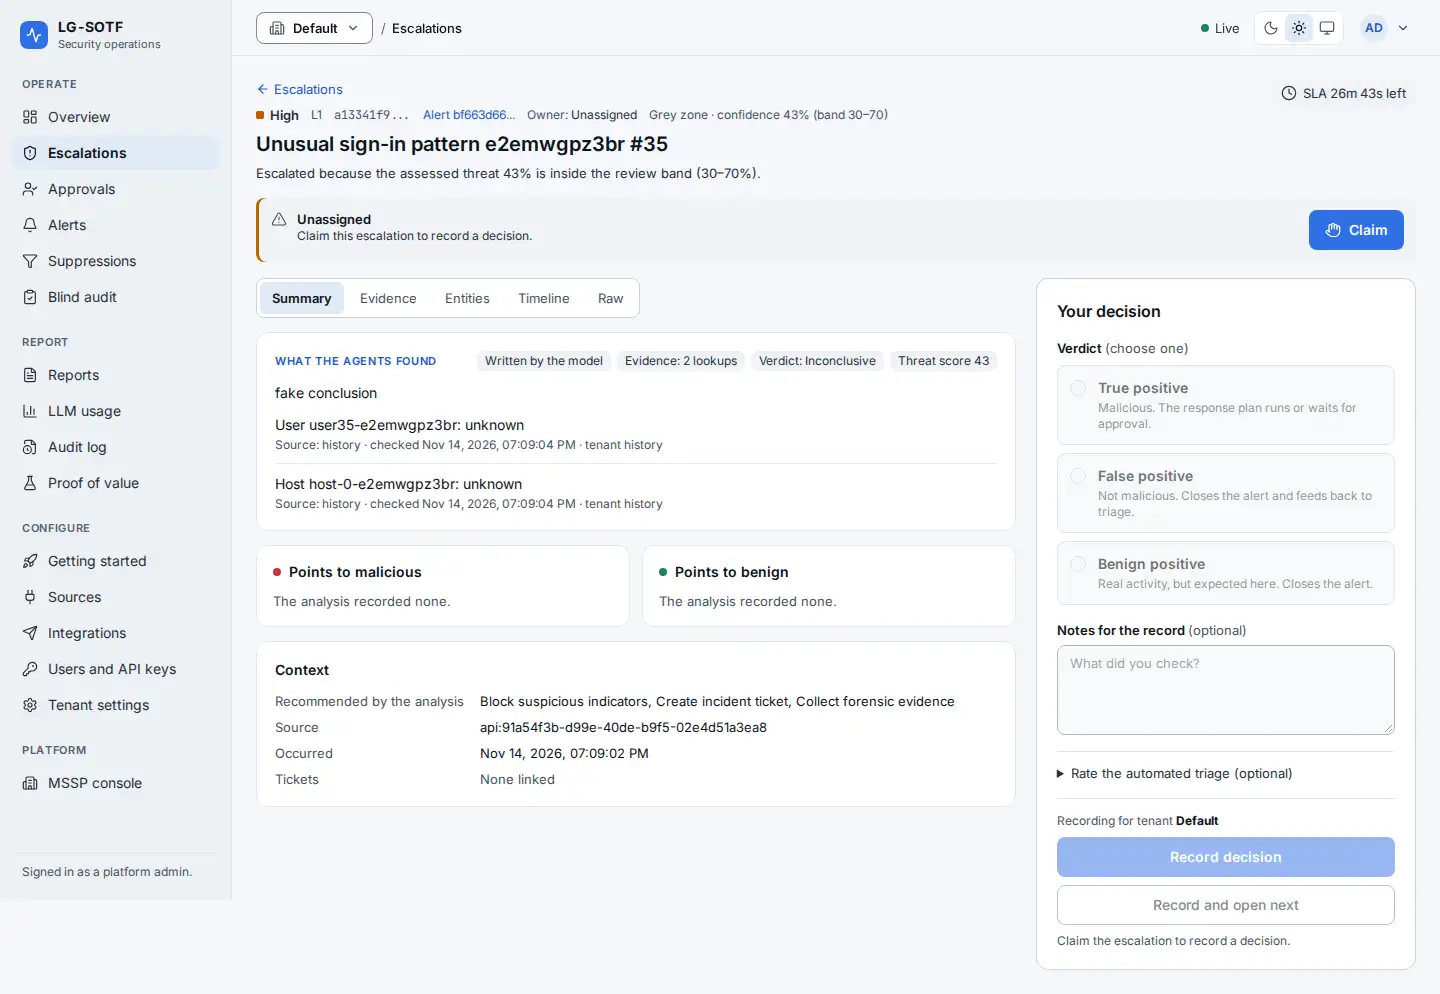 LG-SOTF
Security operations
OPERATE
Overview
Escalations
Approvals
Alerts
Suppressions
Blind audit
REPORT
Reports
LLM usage
Audit log
Proof of value
CONFIGURE
Getting started
Sources
Integrations
Users and API keys
Tenant settings
PLATFORM
MSSP console
Signed in as a platform admin.
Default / Escalations
Live
AD
Escalations
SLA 26m 43s left
High L1 a13341f9... Alert bf663d66... Owner: Unassigned Grey zone · confidence 43% (band 30–70)
Unusual sign-in pattern e2emwgpz3br #35
Escalated because the assessed threat 43% is inside the review band (30–70%).
Unassigned
Claim this escalation to record a decision.
Claim
Summary Evidence Entities Timeline Raw
WHAT THE AGENTS FOUND Written by the model Evidence: 2 lookups Verdict: Inconclusive Threat score 43
fake conclusion
User user35-e2emwgpz3br: unknown
Source: history · checked Nov 14, 2026, 07:09:04 PM · tenant history
Host host-0-e2emwgpz3br: unknown
Source: history · checked Nov 14, 2026, 07:09:04 PM · tenant history
Points to malicious
The analysis recorded none.
Points to benign
The analysis recorded none.
Context
Recommended by the analysis Block suspicious indicators, Create incident ticket, Collect forensic evidence
Source api:91a54f3b-d99e-40de-b9f5-02e4d51a3ea8
Occurred Nov 14, 2026, 07:09:02 PM
Tickets None linked
Your decision
Verdict (choose one)
True positive
Malicious. The response plan runs or waits for
approval.
False positive
Not malicious. Closes the alert and feeds back to
triage.
Benign positive
Real activity, but expected here. Closes the alert.
Notes for the record (optional)
What did you check?
Rate the automated triage (optional)
Recording for tenant Default
Record decision
Record and open next
Claim the escalation to record a decision.